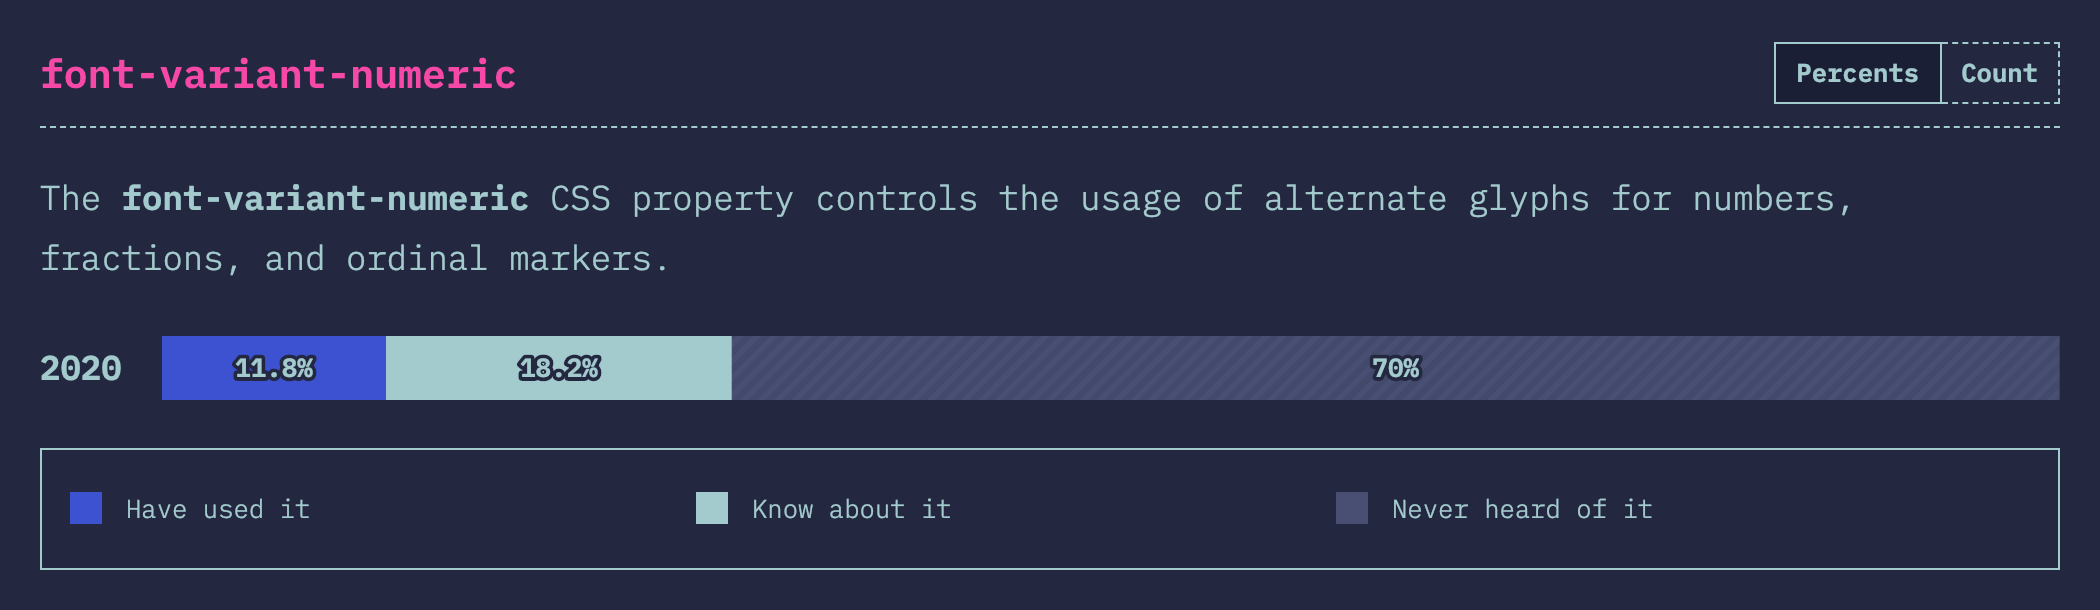 font-variant-numeric
Percents Count
The font-variant-numeric CSS property controls the usage of alternate glyphs for numbers,
fractions, and ordinal markers.
2020 11.8% 18.2% 70%
Have used it Know about it Never heard of it